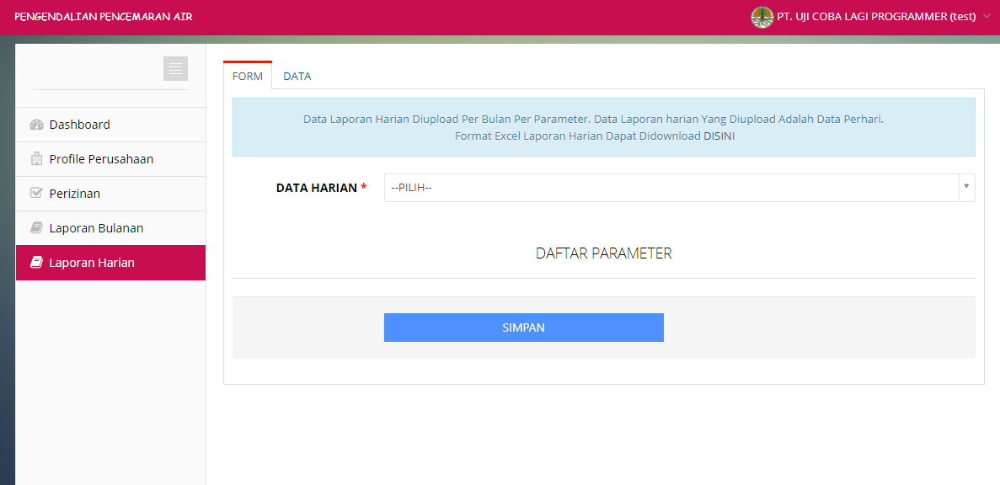 PENGENDALIAN PENCEMARAN AIR
PT. UJI COBA LAGI PROGRAMMER (test)
Dashboard
Profile Perusahaan
Perizinan
Laporan Bulanan
Laporan Harian
FORM
DATA
Data Laporan Harian Diupload Per Bulan Per Parameter. Data Laporan harian Yang Diupload Adalah Data Perhari.
Format Excel Laporan Harian Dapat Didownload DISINI
DATA HARIAN *
--PILIH--
DAFTAR PARAMETER
SIMPAN